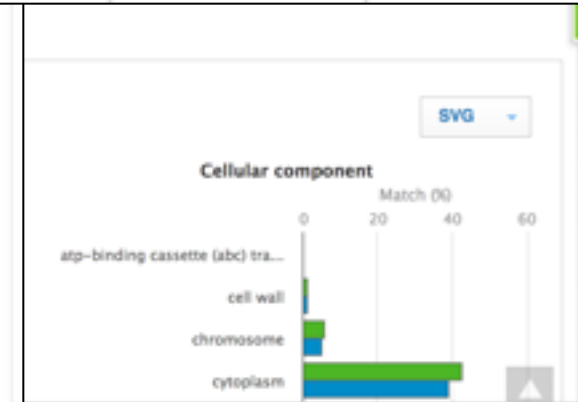 SVG
Cellular component
Match (%)
0 20 40 60
atp-binding cassette (abc) tra...
cell wall
chromosome
cytoplasm